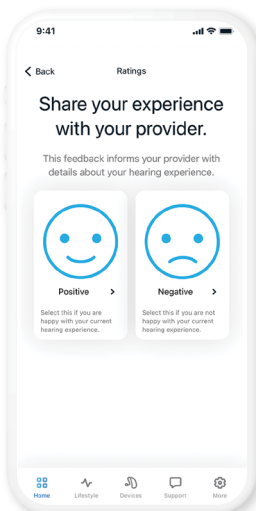 9:41
Back
Ratings
Share your experience
with your provider.
This feedback informs your provider with
details about your hearing experience.
Positive
Select this if you are
happy with your current
hearing experience.
Negative
Select this if you are not
happy with your current
hearing experience.
Home
Lifestyle
Devices
Support
More